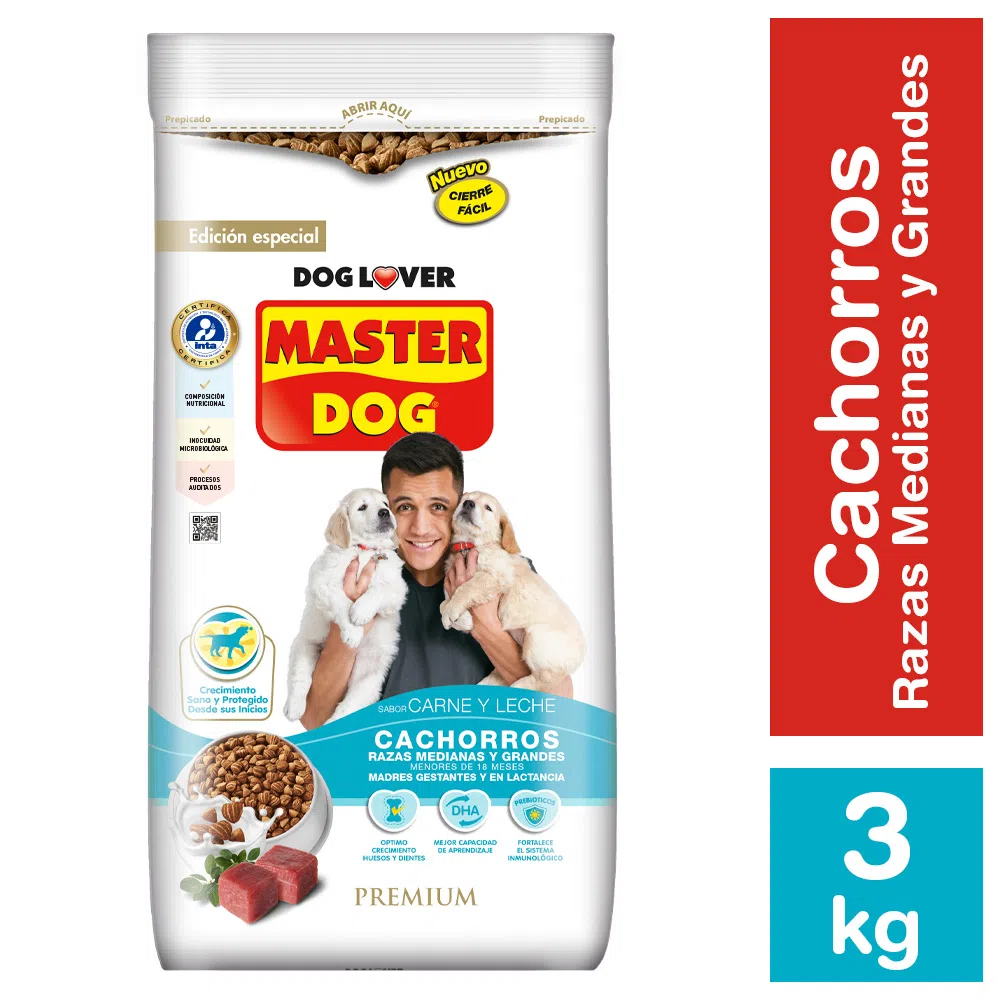 ABRIR AQUÍ
Prepicado
Prepicado
Nuevo
CIERRE
FÁCIL
Edición especial
DOG LOVER
MASTER
DOG®
CERTIFICA
inta
CERTIFICA
COMPOSICIÓN
NUTRICIONAL
INOCUIDAD
MICROBIOLÓGICA
PROCESOS
AUDITADOS
Crecimiento
Sano y Protegido
Desde sus Inicios
SABOR CARNE Y LECHE
CACHORROS
RAZAS MEDIANAS Y GRANDES
MENORES DE 18 MESES
MADRES GESTANTES Y EN LACTANCIA
DHA
PREBIÓTICOS
OPTIMO
CRECIMIENTO
HUESOS Y DIENTES
MEJOR CAPACIDAD
DE APRENDIZAJE
FORTALECE
EL SISTEMA
INMUNOLÓGICO
PREMIUM
Cachorros
Razas Medianas y Grandes
3
kg